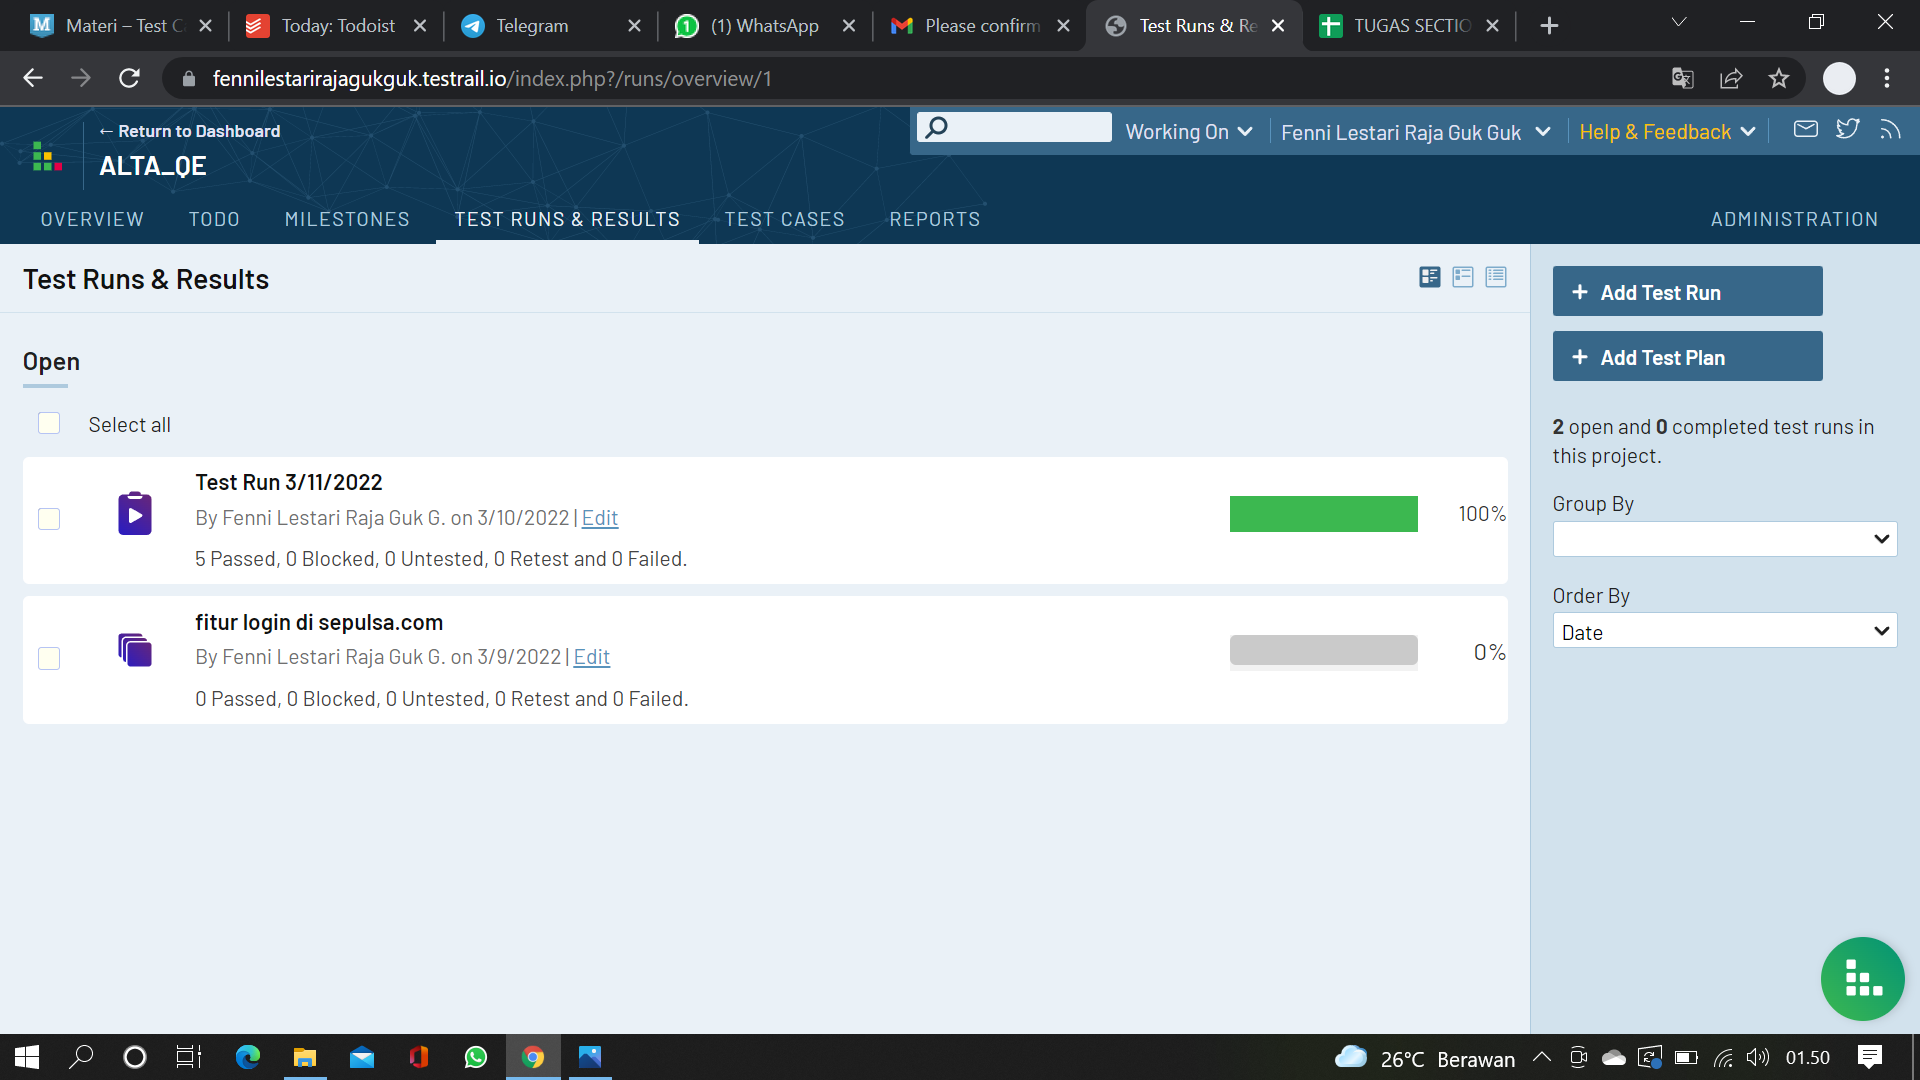 Materi – Test C
Today: Todoist
Telegram
(1) WhatsApp
Please confirm
Test Runs & Re
TUGAS SECTIO
fennilestarirajagukguk.testrail.io/index.php?/runs/overview/1
← Return to Dashboard
ALTA_QE
Working On
Fenni Lestari Raja Guk Guk
Help & Feedback
OVERVIEW
TODO
MILESTONES
TEST RUNS & RESULTS
TEST CASES
REPORTS
ADMINISTRATION
Test Runs & Results
Open
Select all
Test Run 3/11/2022
By Fenni Lestari Raja Guk G. on 3/10/2022 | Edit
5 Passed, 0 Blocked, 0 Untested, 0 Retest and 0 Failed.
100%
fitur login di sepulsa.com
By Fenni Lestari Raja Guk G. on 3/9/2022 | Edit
0 Passed, 0 Blocked, 0 Untested, 0 Retest and 0 Failed.
0%
+ Add Test Run
+ Add Test Plan
2 open and 0 completed test runs in
this project.
Group By
Order By
Date
26°C Berawan
01.50